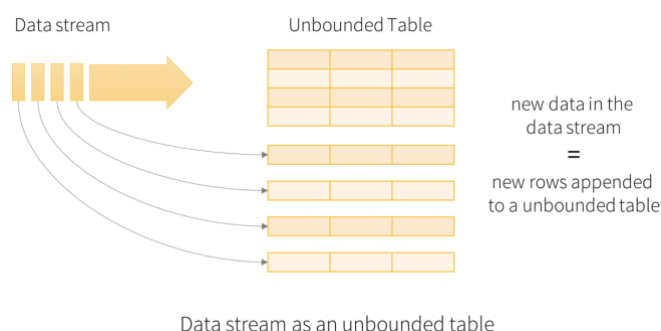 Data stream
Unbounded Table
new data in the
data stream
=
new rows appended
to a unbounded table
Data stream as an unbounded table